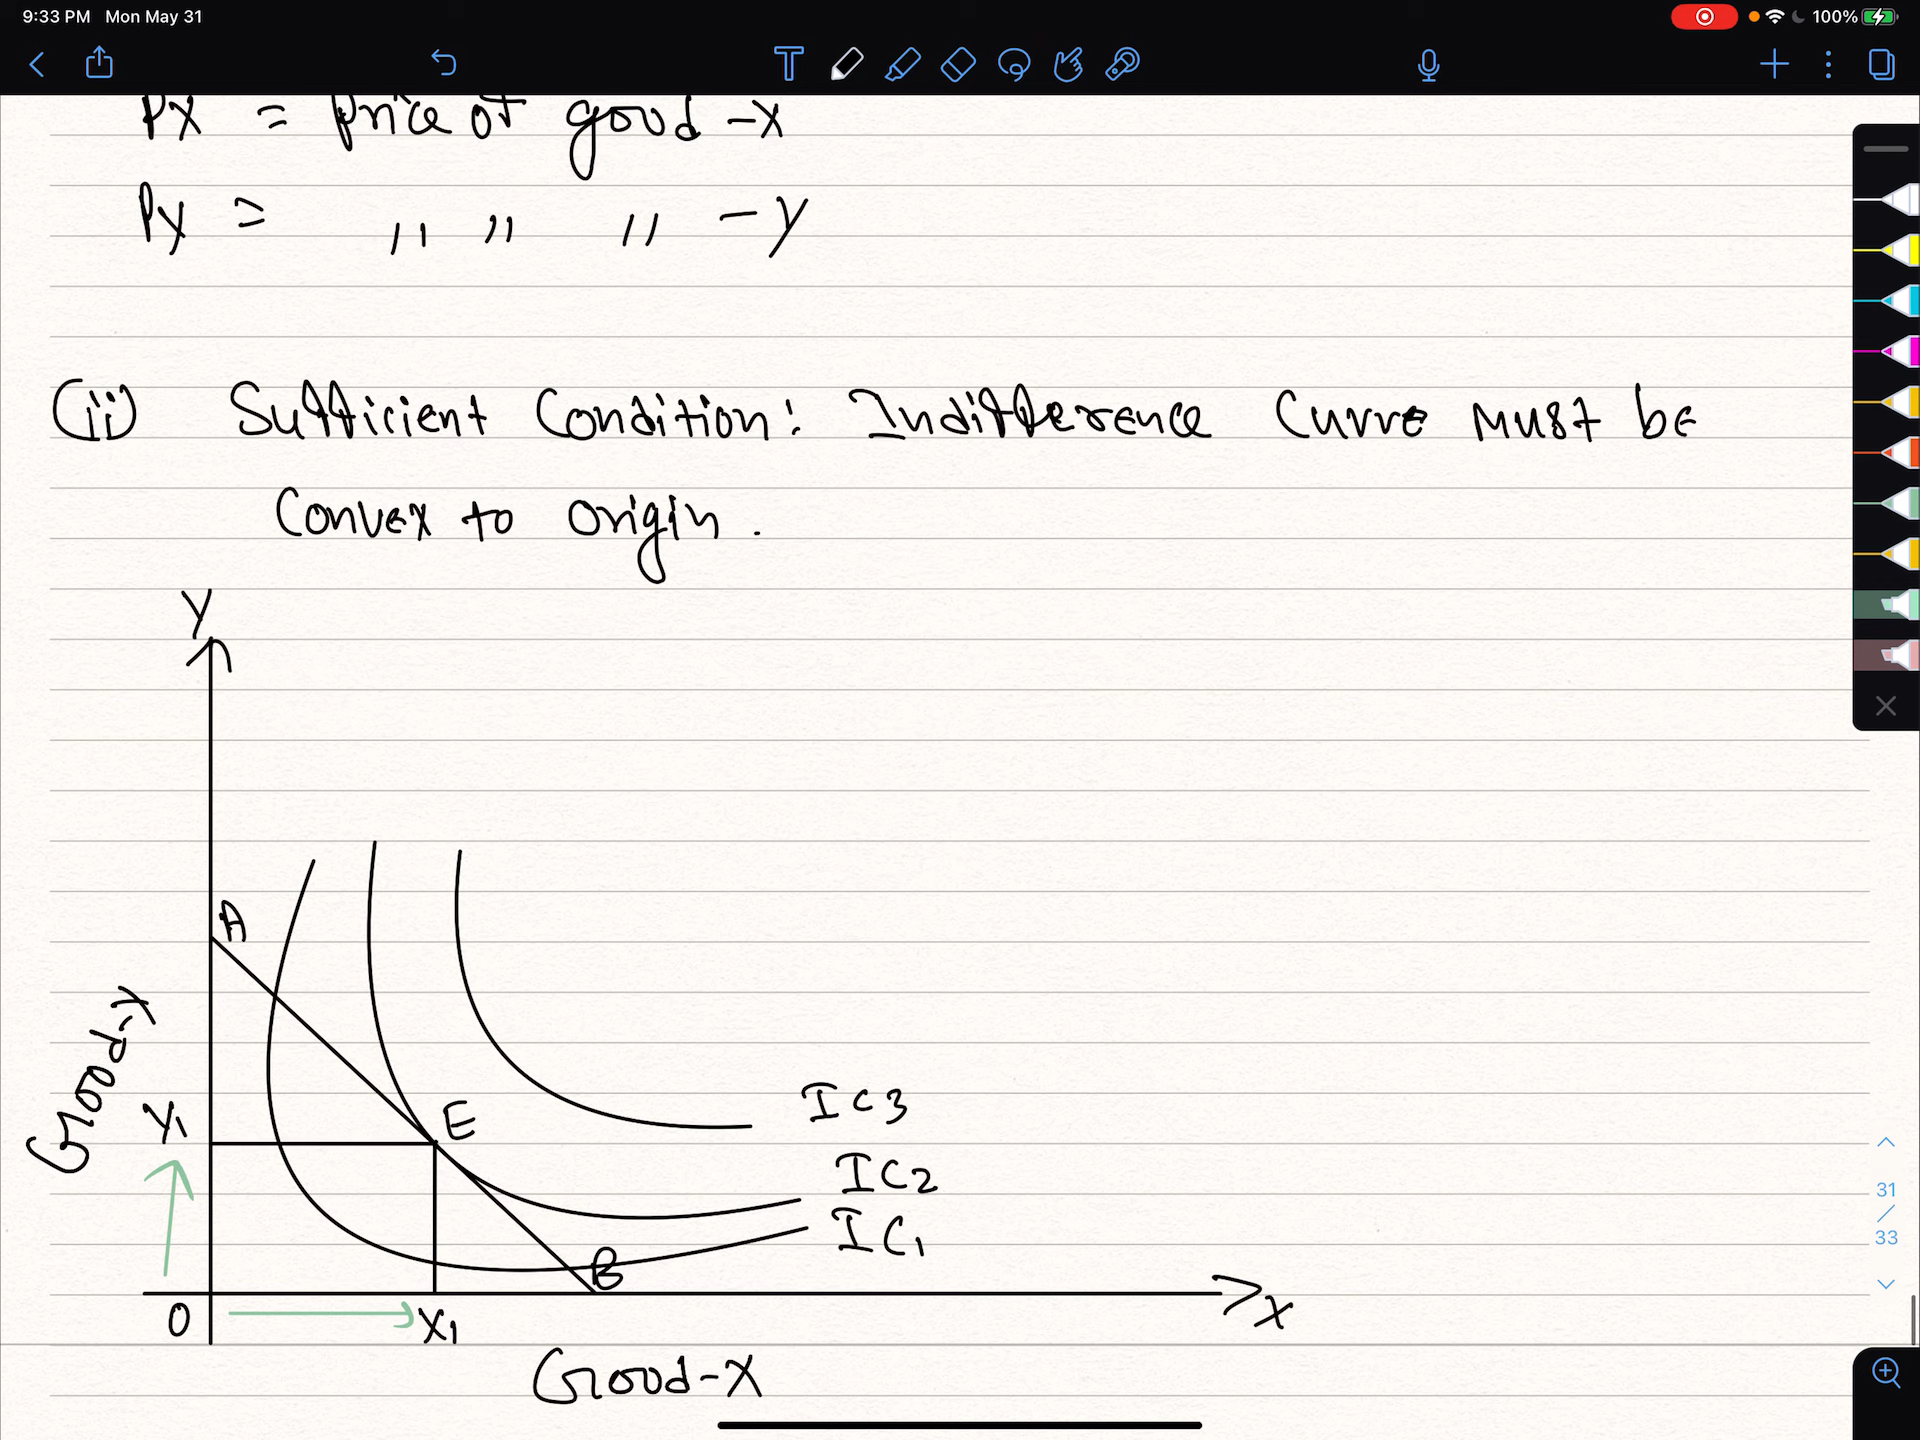 9:33 PM Mon May 31
100%
Px = price of good -x
Py = " " " -y
(ii) Sufficient Condition: Indifference Curve must be
Convex to origin.
Y
A
Good-Y
IC3
Y1
E
IC2
31
IC1
33
B
O
X1
X
Good-X